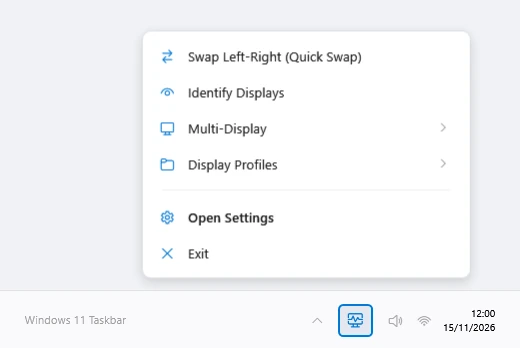 Swap Left-Right (Quick Swap)
Identify Displays
Multi-Display
Display Profiles
Open Settings
Exit
Windows 11 Taskbar
12:00
15/11/2026